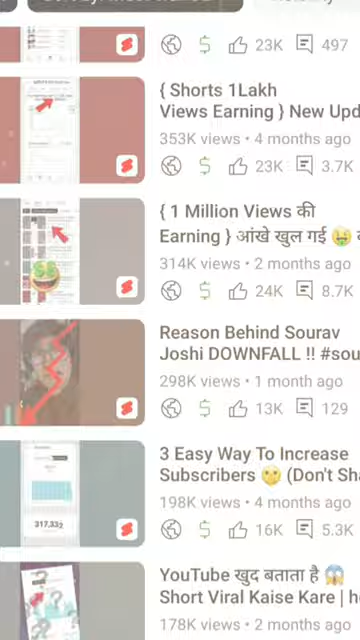 23K 497
{ Shorts 1Lakh
Views Earning } New Upd
353K views • 4 months ago
23K 3.7K
{ 1 Million Views की
Earning } आंखे खुल गई
314K views • 2 months ago
24K 8.7K
Reason Behind Sourav
Joshi DOWNFALL !! #sou
298K views • 1 month ago
13K 129
3 Easy Way To Increase
Subscribers (Don't Sha
198K views • 4 months ago
16K 5.3K
317,332
YouTube खुद बताता है
Short Viral Kaise Kare | h
178K views • 2 months ago